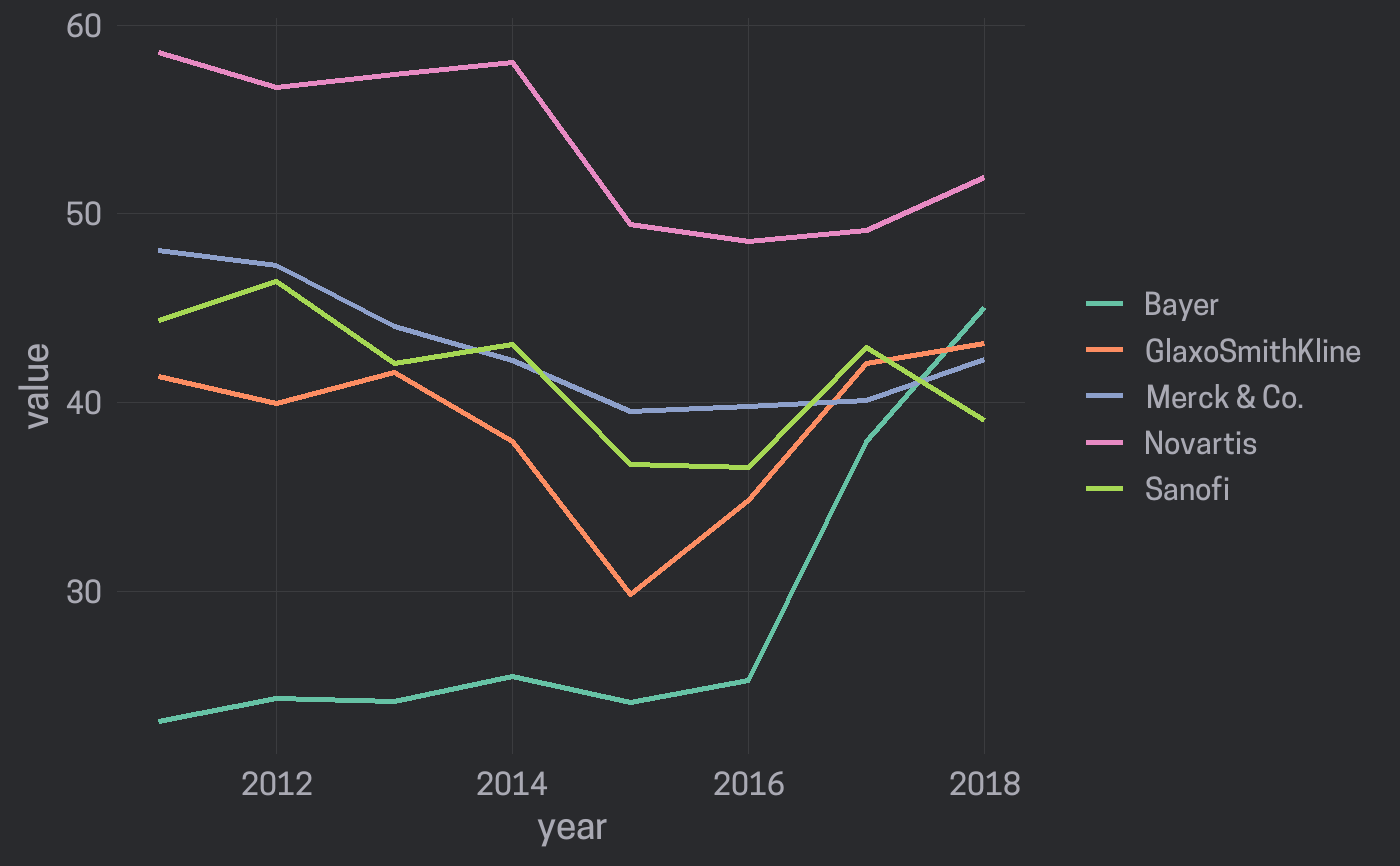 60
50
40
30
value
2012
2014
2016
2018
year
Bayer
GlaxoSmithKline
Merck & Co.
Novartis
Sanofi